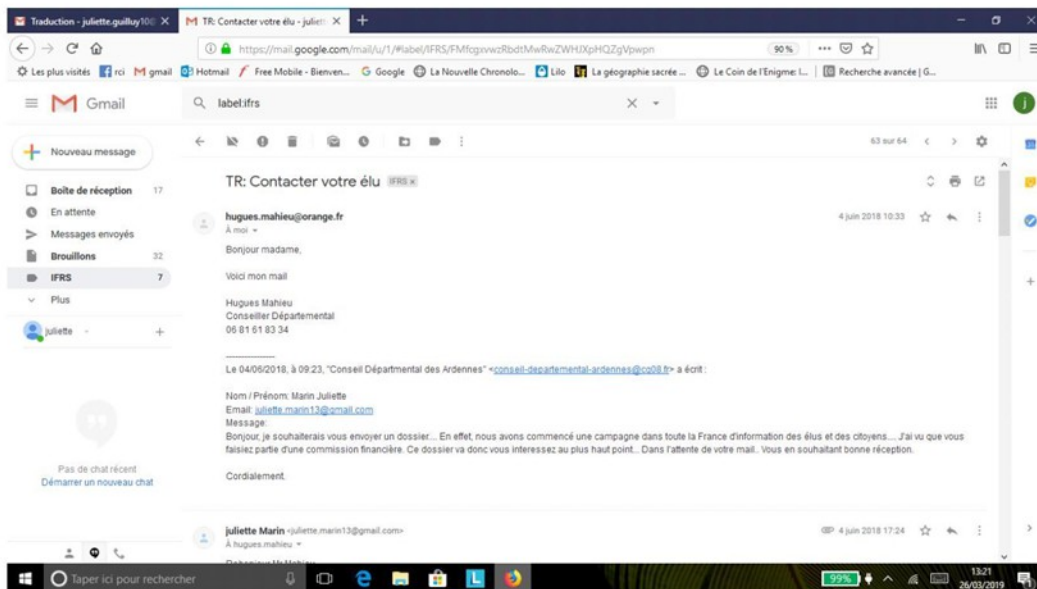 Traduction - juliette.guilluy10@
TR: Contacter votre élu - juliett
https://mail.google.com/mail/u/1/#label/IFRS/FMfcgxvwzRbdtMwRwZWHJXpHQZgVpwpn
90 %
Les plus visités
rci
gmail
Hotmail
Free Mobile - Bienven...
Google
La Nouvelle Chronolo...
Lilo
La géographie sacrée ...
Le Coin de l'Enigme: l...
Recherche avancée | G...
Gmail
label:ifrs
j
Nouveau message
63 sur 64
Boîte de réception 17
En attente
Messages envoyés
Brouillons 32
IFRS 7
Plus
juliette
Pas de chat récent
Démarrer un nouveau chat
TR: Contacter votre élu IFRS x
hugues.mahieu@orange.fr
4 juin 2018 10:33
À moi
Bonjour madame,
Voici mon mail
Hugues Mahieu
Conseiller Départemental
06 81 61 83 34
Le 04/06/2018, à 09:23, "Conseil Départmental des Ardennes" <conseil-departemental-ardennes@cg08.fr> a écrit :
Nom / Prénom: Marin Juliette
Email: juliette.marin13@gmail.com
Message:
Bonjour, je souhaiterais vous envoyer un dossier... En effet, nous avons commencé une campagne dans toute la France d'information des élus et des citoyens.... J'ai vu que vous
faisiez partie d'une commission financière. Ce dossier va donc vous interessez au plus haut point... Dans l'attente de votre mail.. Vous en souhaitant bonne réception.
Cordialement.
juliette Marin <juliette.marin13@gmail.com>
4 juin 2018 17:24
À hugues.mahieu
Taper ici pour rechercher
99%
13:21
26/03/2019